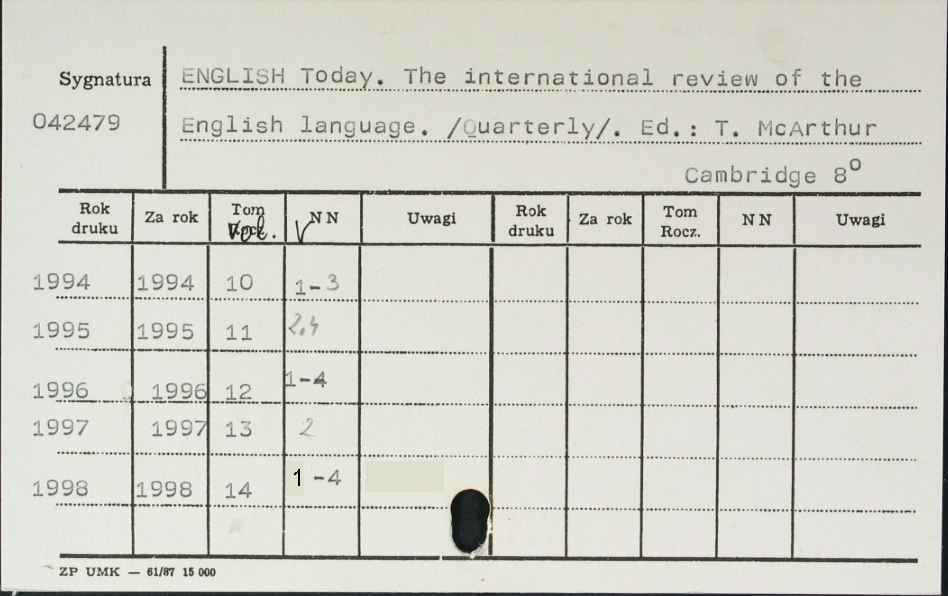 Sygnatura ENGLISH Today. The international review of the
042479 English language. /Quarterly/. Ed.: T. McArthur
Cambridge 8⁰
Rok druku Za rok Tom Vol. NN Uwagi Rok druku Za rok Tom Rocz. NN Uwagi
1994 1994 10 1-3
1995 1995 11 2,4
1996 1996 12 1-4
1997 1997 13 2
1998 1998 14 1-4
ZP UMK — 61/87 15 000